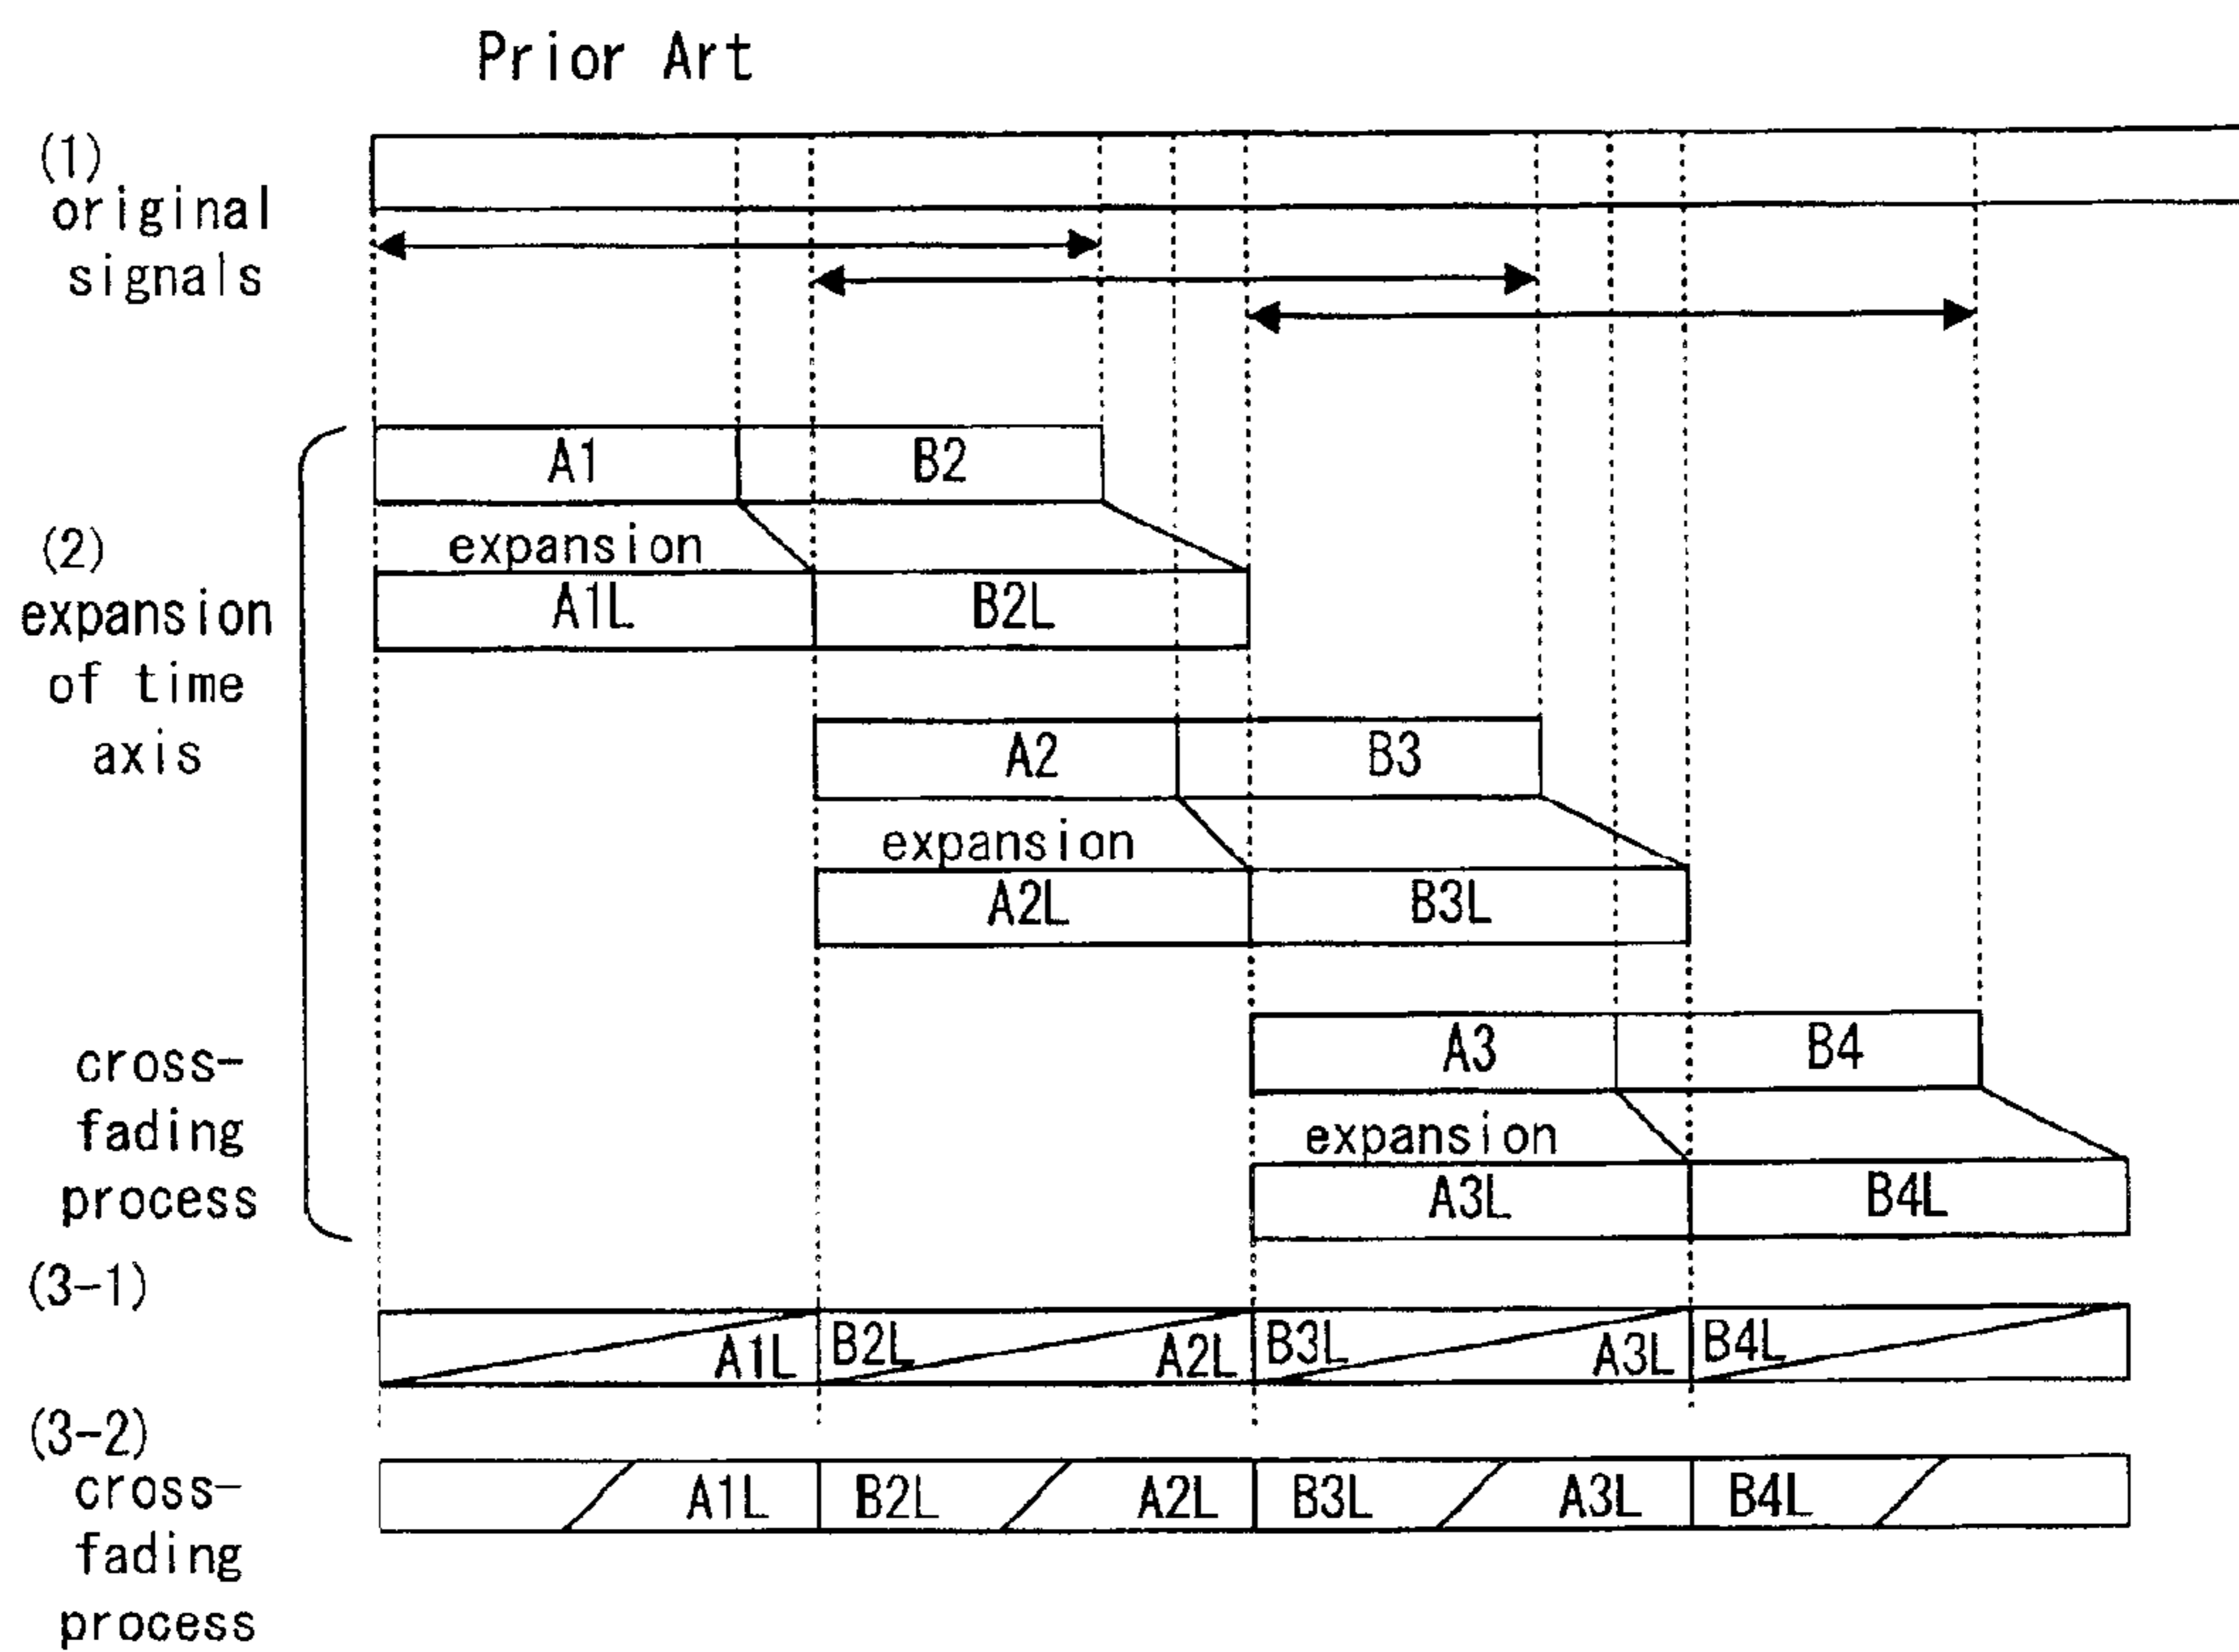 Prior Art
(1)
original
signals
A1
B2
(2)
expansion
of time
axis
expansion
A1L
B2L
A2
B3
expansion
A2L
B3L
cross-
fading
process
A3
B4
expansion
A3L
B4L
(3-1)
A1L
B2L
A2L
B3L
A3L
B4L
(3-2)
cross-
fading
process
A1L
B2L
A2L
B3L
A3L
B4L